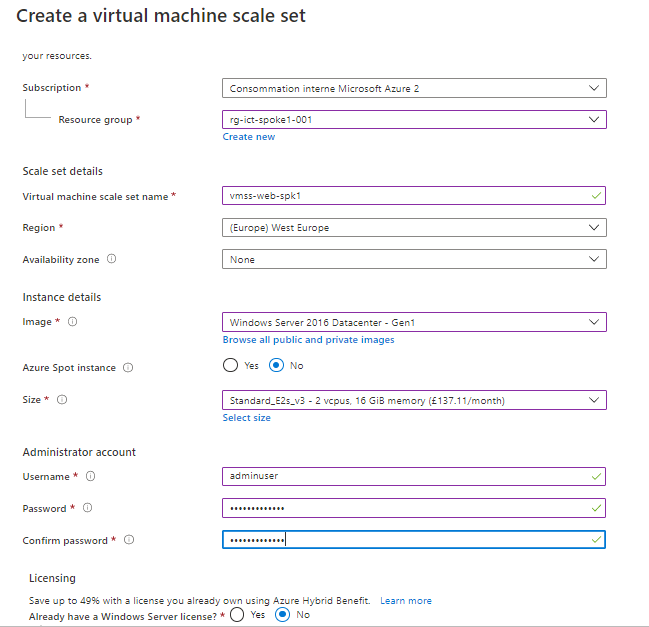 Create a virtual machine scale set
your resources.
Subscription * Consommation interne Microsoft Azure 2
Resource group * rg-ict-spoke1-001
Create new
Scale set details
Virtual machine scale set name * vmss-web-spk1
Region * (Europe) West Europe
Availability zone None
Instance details
Image * Windows Server 2016 Datacenter - Gen1
Browse all public and private images
Azure Spot instance Yes No
Size * Standard_E2s_v3 - 2 vcpus, 16 GiB memory (£137.11/month)
Select size
Administrator account
Username * adminuser
Password * •••••••••••••
Confirm password * •••••••••••••
Licensing
Save up to 49% with a license you already own using Azure Hybrid Benefit. Learn more
Already have a Windows Server license? * Yes No